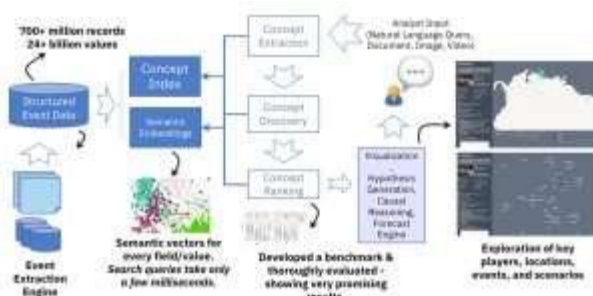 700+ million records
24+ billion values
Structured
Event Data
Event
Extraction
Engine
Concept
Index
Semantic
Embeddings
Semantic vectors for
every field/value.
Search queries take only
a few milliseconds.
Concept
Extraction
Concept
Discovery
Concept
Ranking
Developed a benchmark &
thoroughly evaluated -
showing very promising
results
Analyst Input
(Natural Language Query,
Document, Image, Video)
Visualization
-
Hypothesis
Generation,
Causal
Reasoning,
Forecast
Engine
Exploration of key
players, locations,
events, and scenarios